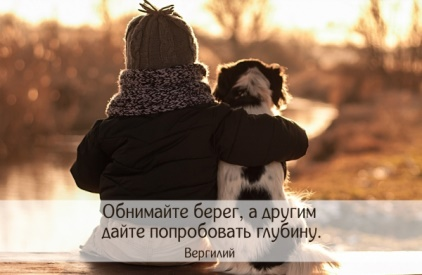 Обнимайте берег, а другим
дайте попробовать глубину.
Вергилий